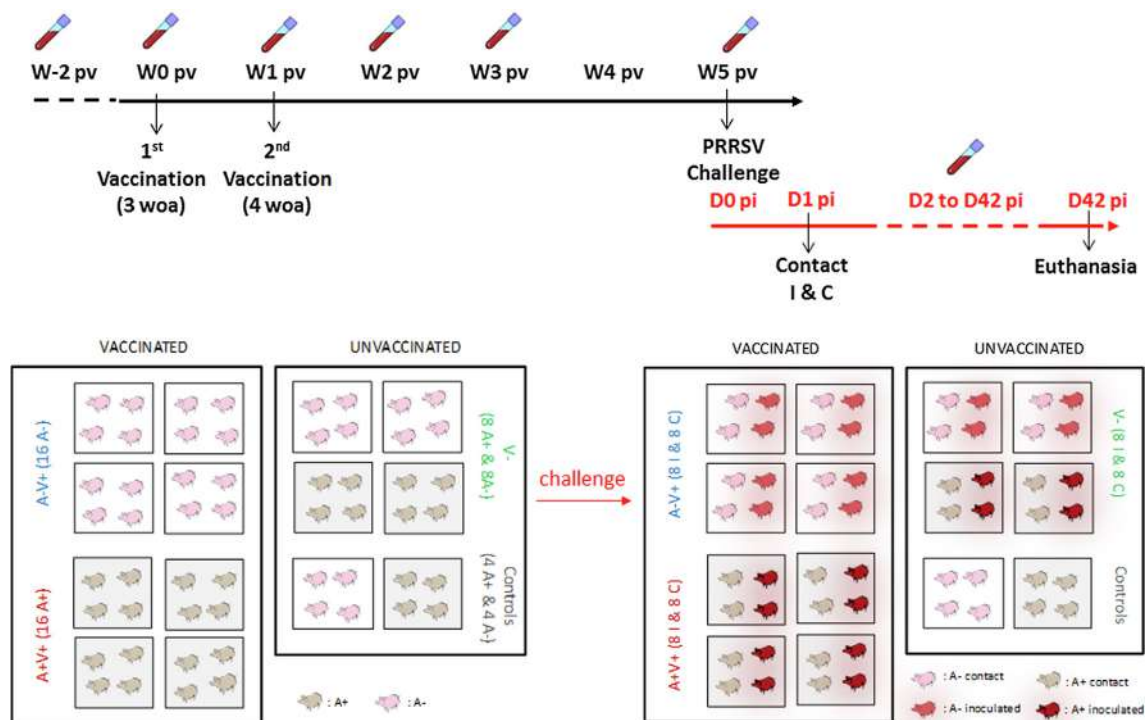 W-2 pv W0 pv W1 pv W2 pv W3 pv W4 pv W5 pv
1st
Vaccination
(3 woa)
2nd
Vaccination
(4 woa)
PRRSV
Challenge
D0 pi D1 pi D2 to D42 pi D42 pi
Contact
I & C
Euthanasia
VACCINATED
UNVACCINATED
A-V+ (16 A-)
A+V+ (16 A+)
V-
(8 A+ & 8A-)
Controls
(4 A+ & 4 A-)
: A+ : A-
challenge
VACCINATED
UNVACCINATED
A-V+ (8 I & 8 C)
A+V+ (8 I & 8 C)
V- (8 I & 8 C)
Controls
: A- contact : A+ contact
: A- inoculated : A+ inoculated